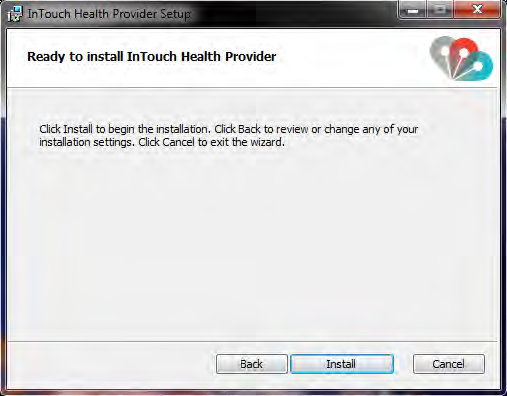 InTouch Health Provider Setup
Ready to install InTouch Health Provider
Click Install to begin the installation. Click Back to review or change any of your
installation settings. Click Cancel to exit the wizard.
Back Install Cancel